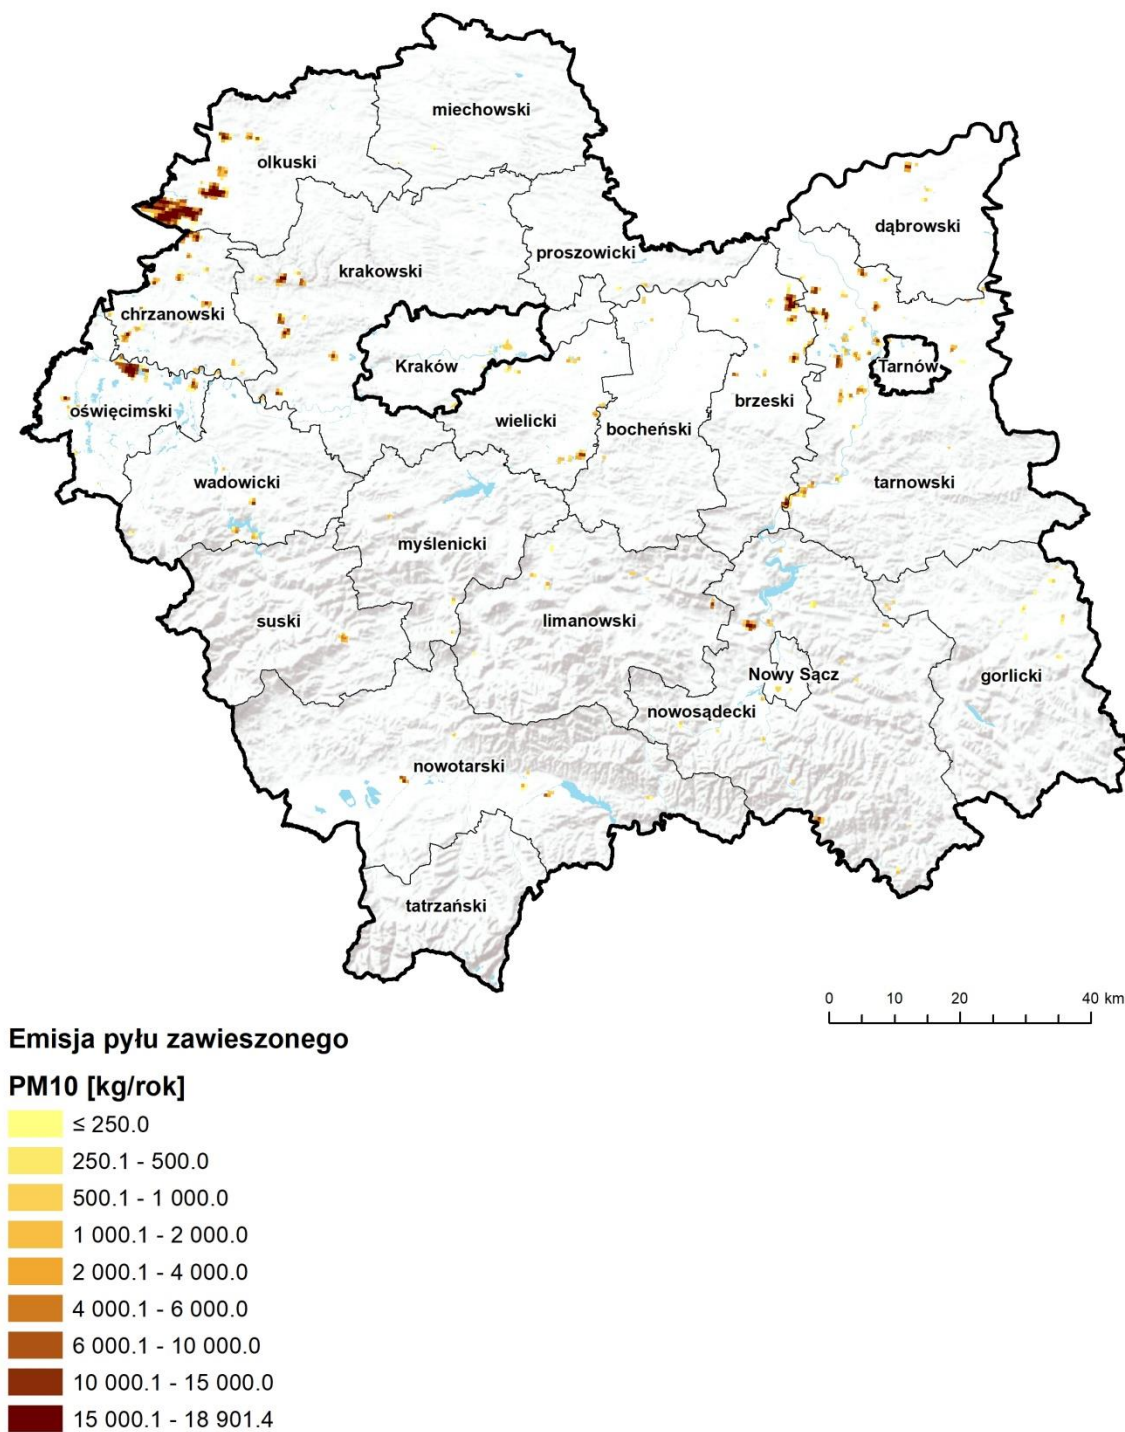 miechowski
olkuski
dąbrowski
proszowicki
krakowski
chrzanowski
Kraków
Tarnów
oświęcimski
brzeski
wielicki
bocheński
wadowicki
tarnowski
myślenicki
suski
limanowski
Nowy Sącz
gorlicki
nowosądecki
nowotarski
tatrzański
0 10 20 40 km
Emisja pyłu zawieszonego
PM10 [kg/rok]
≤ 250.0
250.1 - 500.0
500.1 - 1 000.0
1 000.1 - 2 000.0
2 000.1 - 4 000.0
4 000.1 - 6 000.0
6 000.1 - 10 000.0
10 000.1 - 15 000.0
15 000.1 - 18 901.4